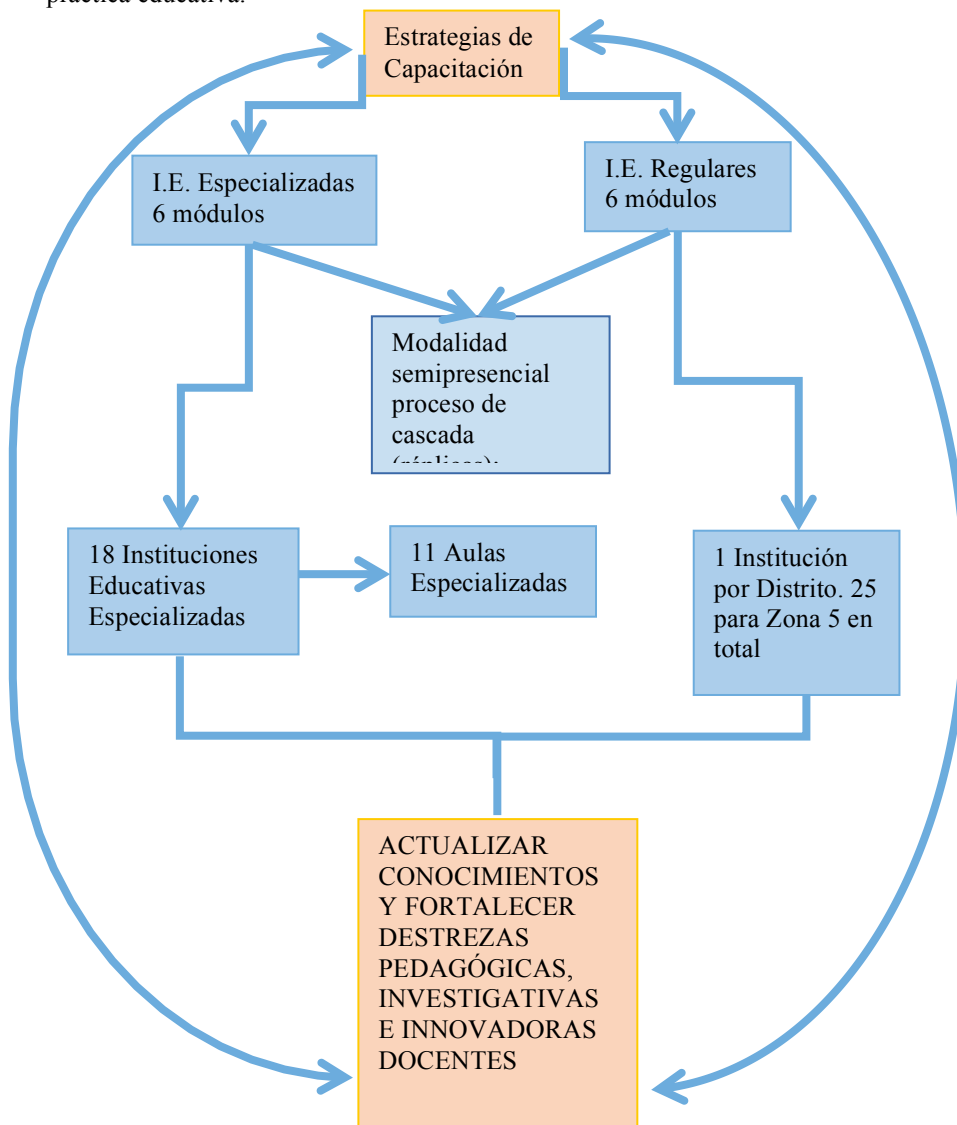 práctica educativa.
Estrategias de
Capacitación
I.E. Especializadas
6 módulos
I.E. Regulares
6 módulos
Modalidad
semipresencial
proceso de
cascada
18 Instituciones
Educativas
Especializadas
11 Aulas
Especializadas
1 Institución
por Distrito. 25
para Zona 5 en
total
ACTUALIZAR
CONOCIMIENTOS
Y FORTALECER
DESTREZAS
PEDAGÓGICAS,
INVESTIGATIVAS
E INNOVADORAS
DOCENTES